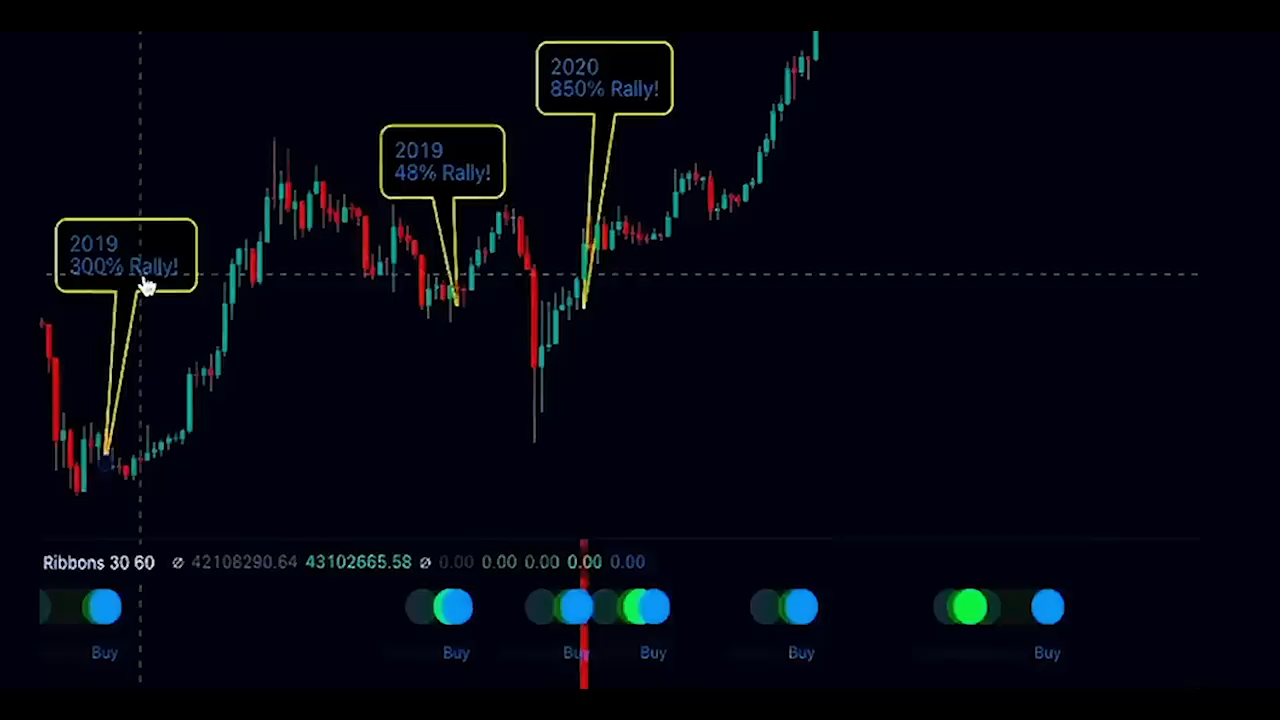 2020
850% Rally!
2019
48% Rally!
2019
300% Rally!
Ribbons 30 60 ∅ 42108290.64 43102665.58 ∅ 0.00 0.00 0.00 0.00 0.00
Buy Buy Buy Buy Buy Buy